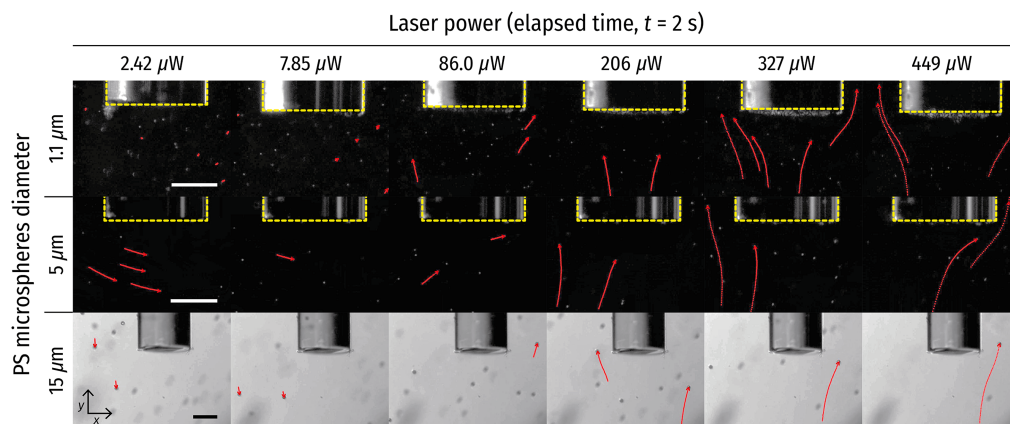 Laser power (elapsed time, t = 2 s)
2.42 µW 7.85 µW 86.0 µW 206 µW 327 µW 449 µW
PS microspheres diameter
1.1 µm
5 µm
15 µm
y
x